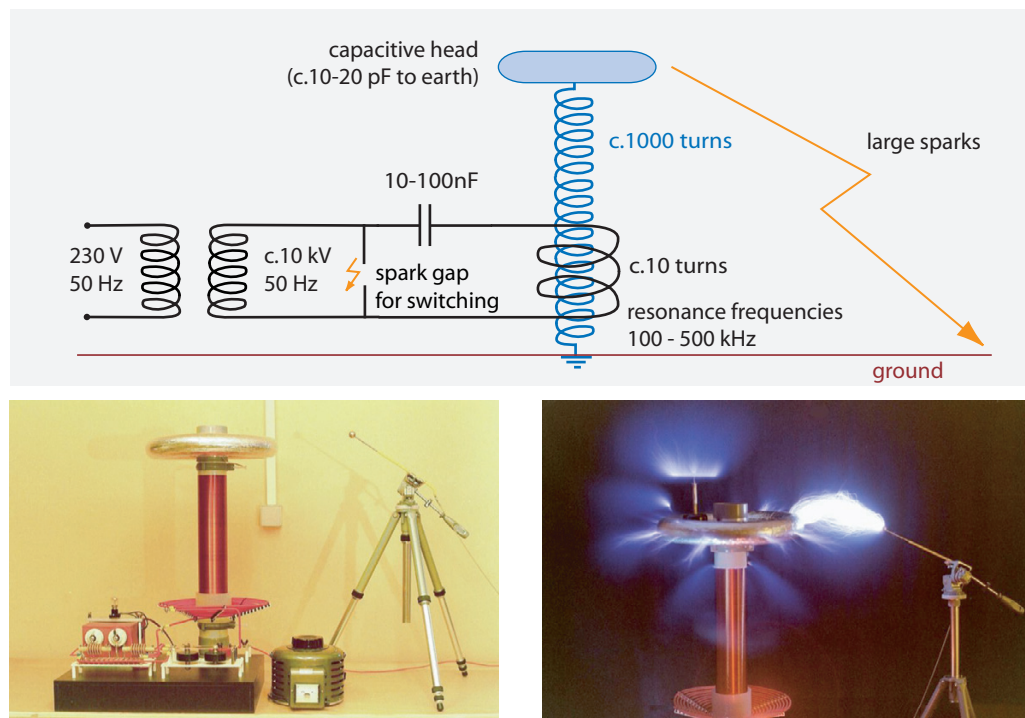 capacitive head
(c.10-20 pF to earth)
c.1000 turns
large sparks
10-100nF
230 V
50 Hz
c.10 kV
50 Hz
spark gap
for switching
c.10 turns
resonance frequencies
100 - 500 kHz
ground